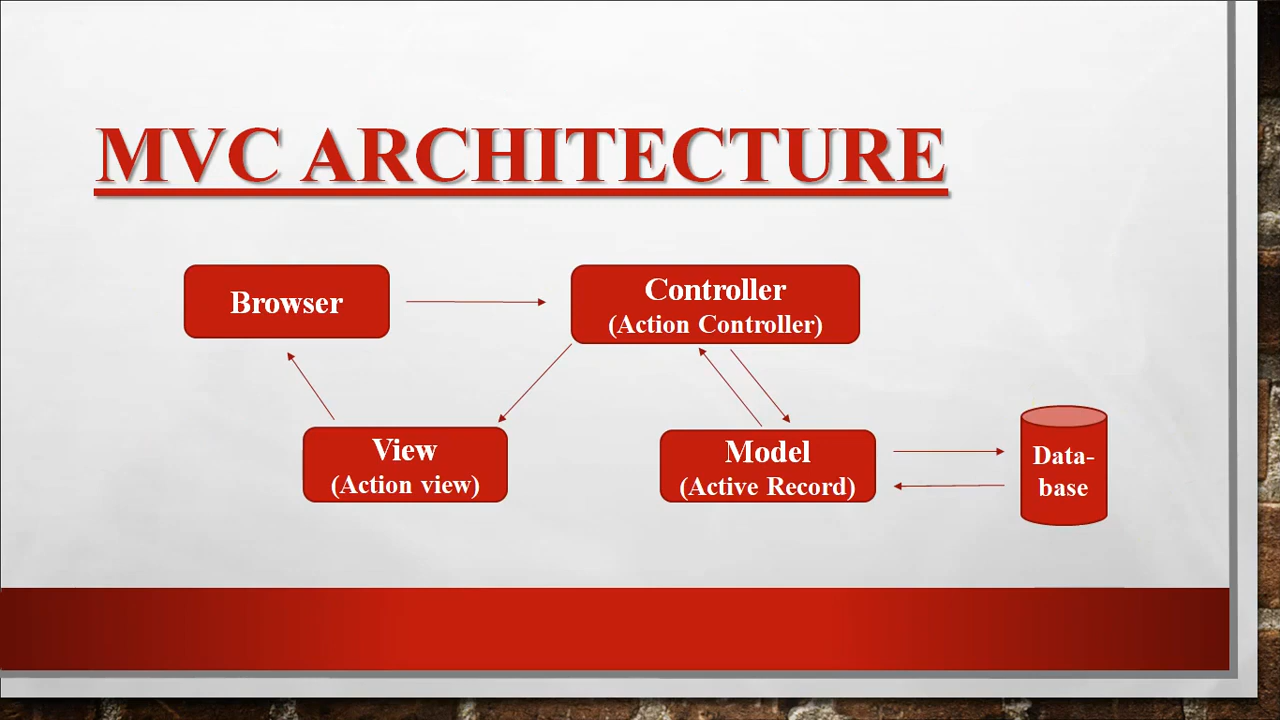 MVC ARCHITECTURE
Browser
Controller
(Action Controller)
View
(Action view)
Model
(Active Record)
Data-
base